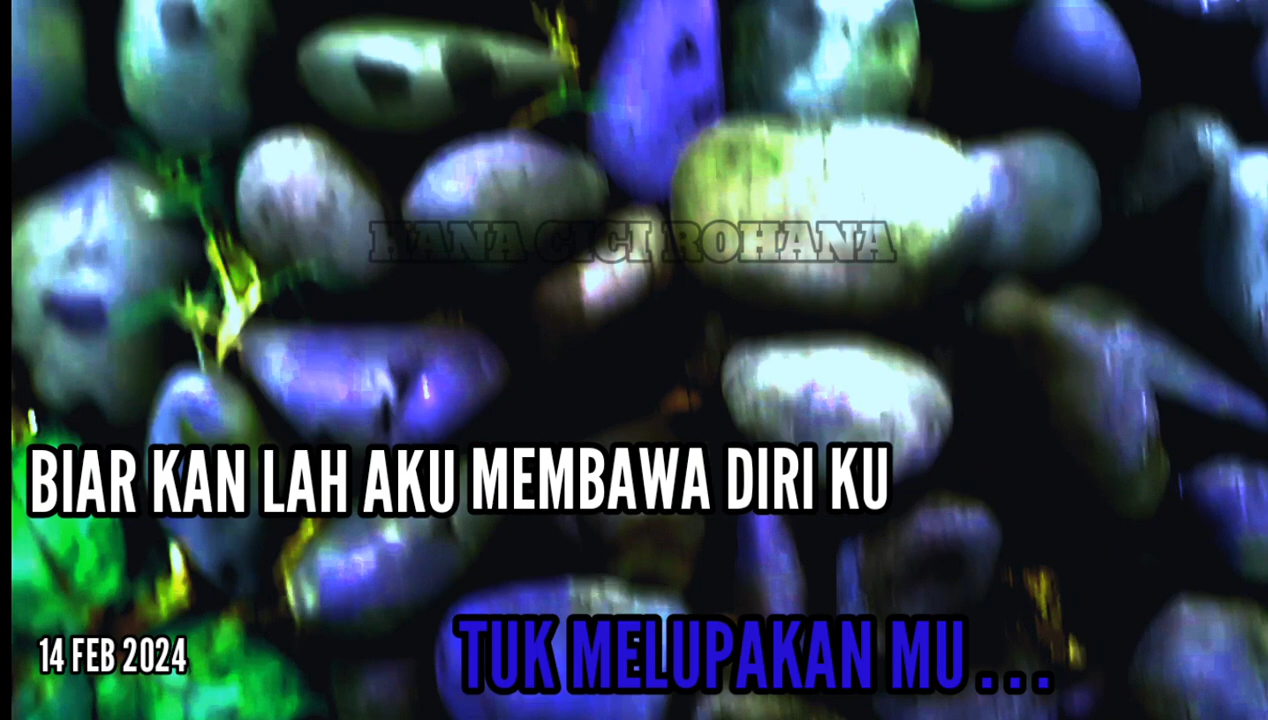 HANA CICI ROHANA
BIAR KAN LAH AKU MEMBAWA DIRI KU
TUK MELUPAKAN MU . . .
14 FEB 2024